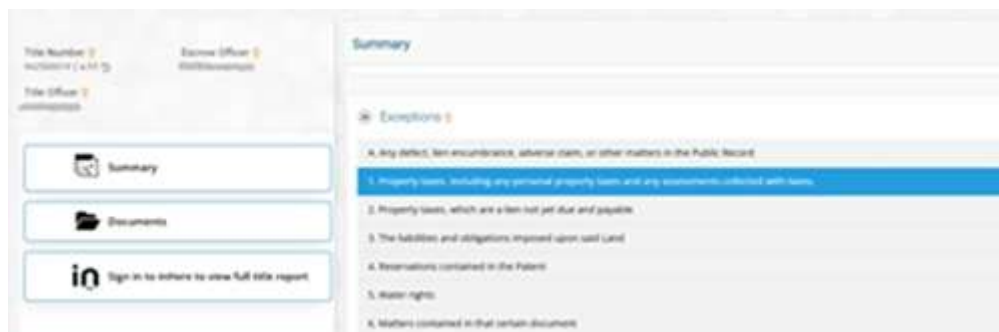 Title Number
Escrow Officer
Title Officer
Summary
Documents
Sign in to inHere to view full title report
Summary
Exceptions
A. Any defect, lien encumbrance, adverse claim, or other matters in the Public Record
1. Property taxes, including any personal property taxes and any assessments collected with taxes.
2. Property taxes, which are a lien not yet due and payable
3. The liabilities and obligations imposed upon said Land
4. Reservations contained in the Patent
5. Water rights
6. Matters contained in that certain document